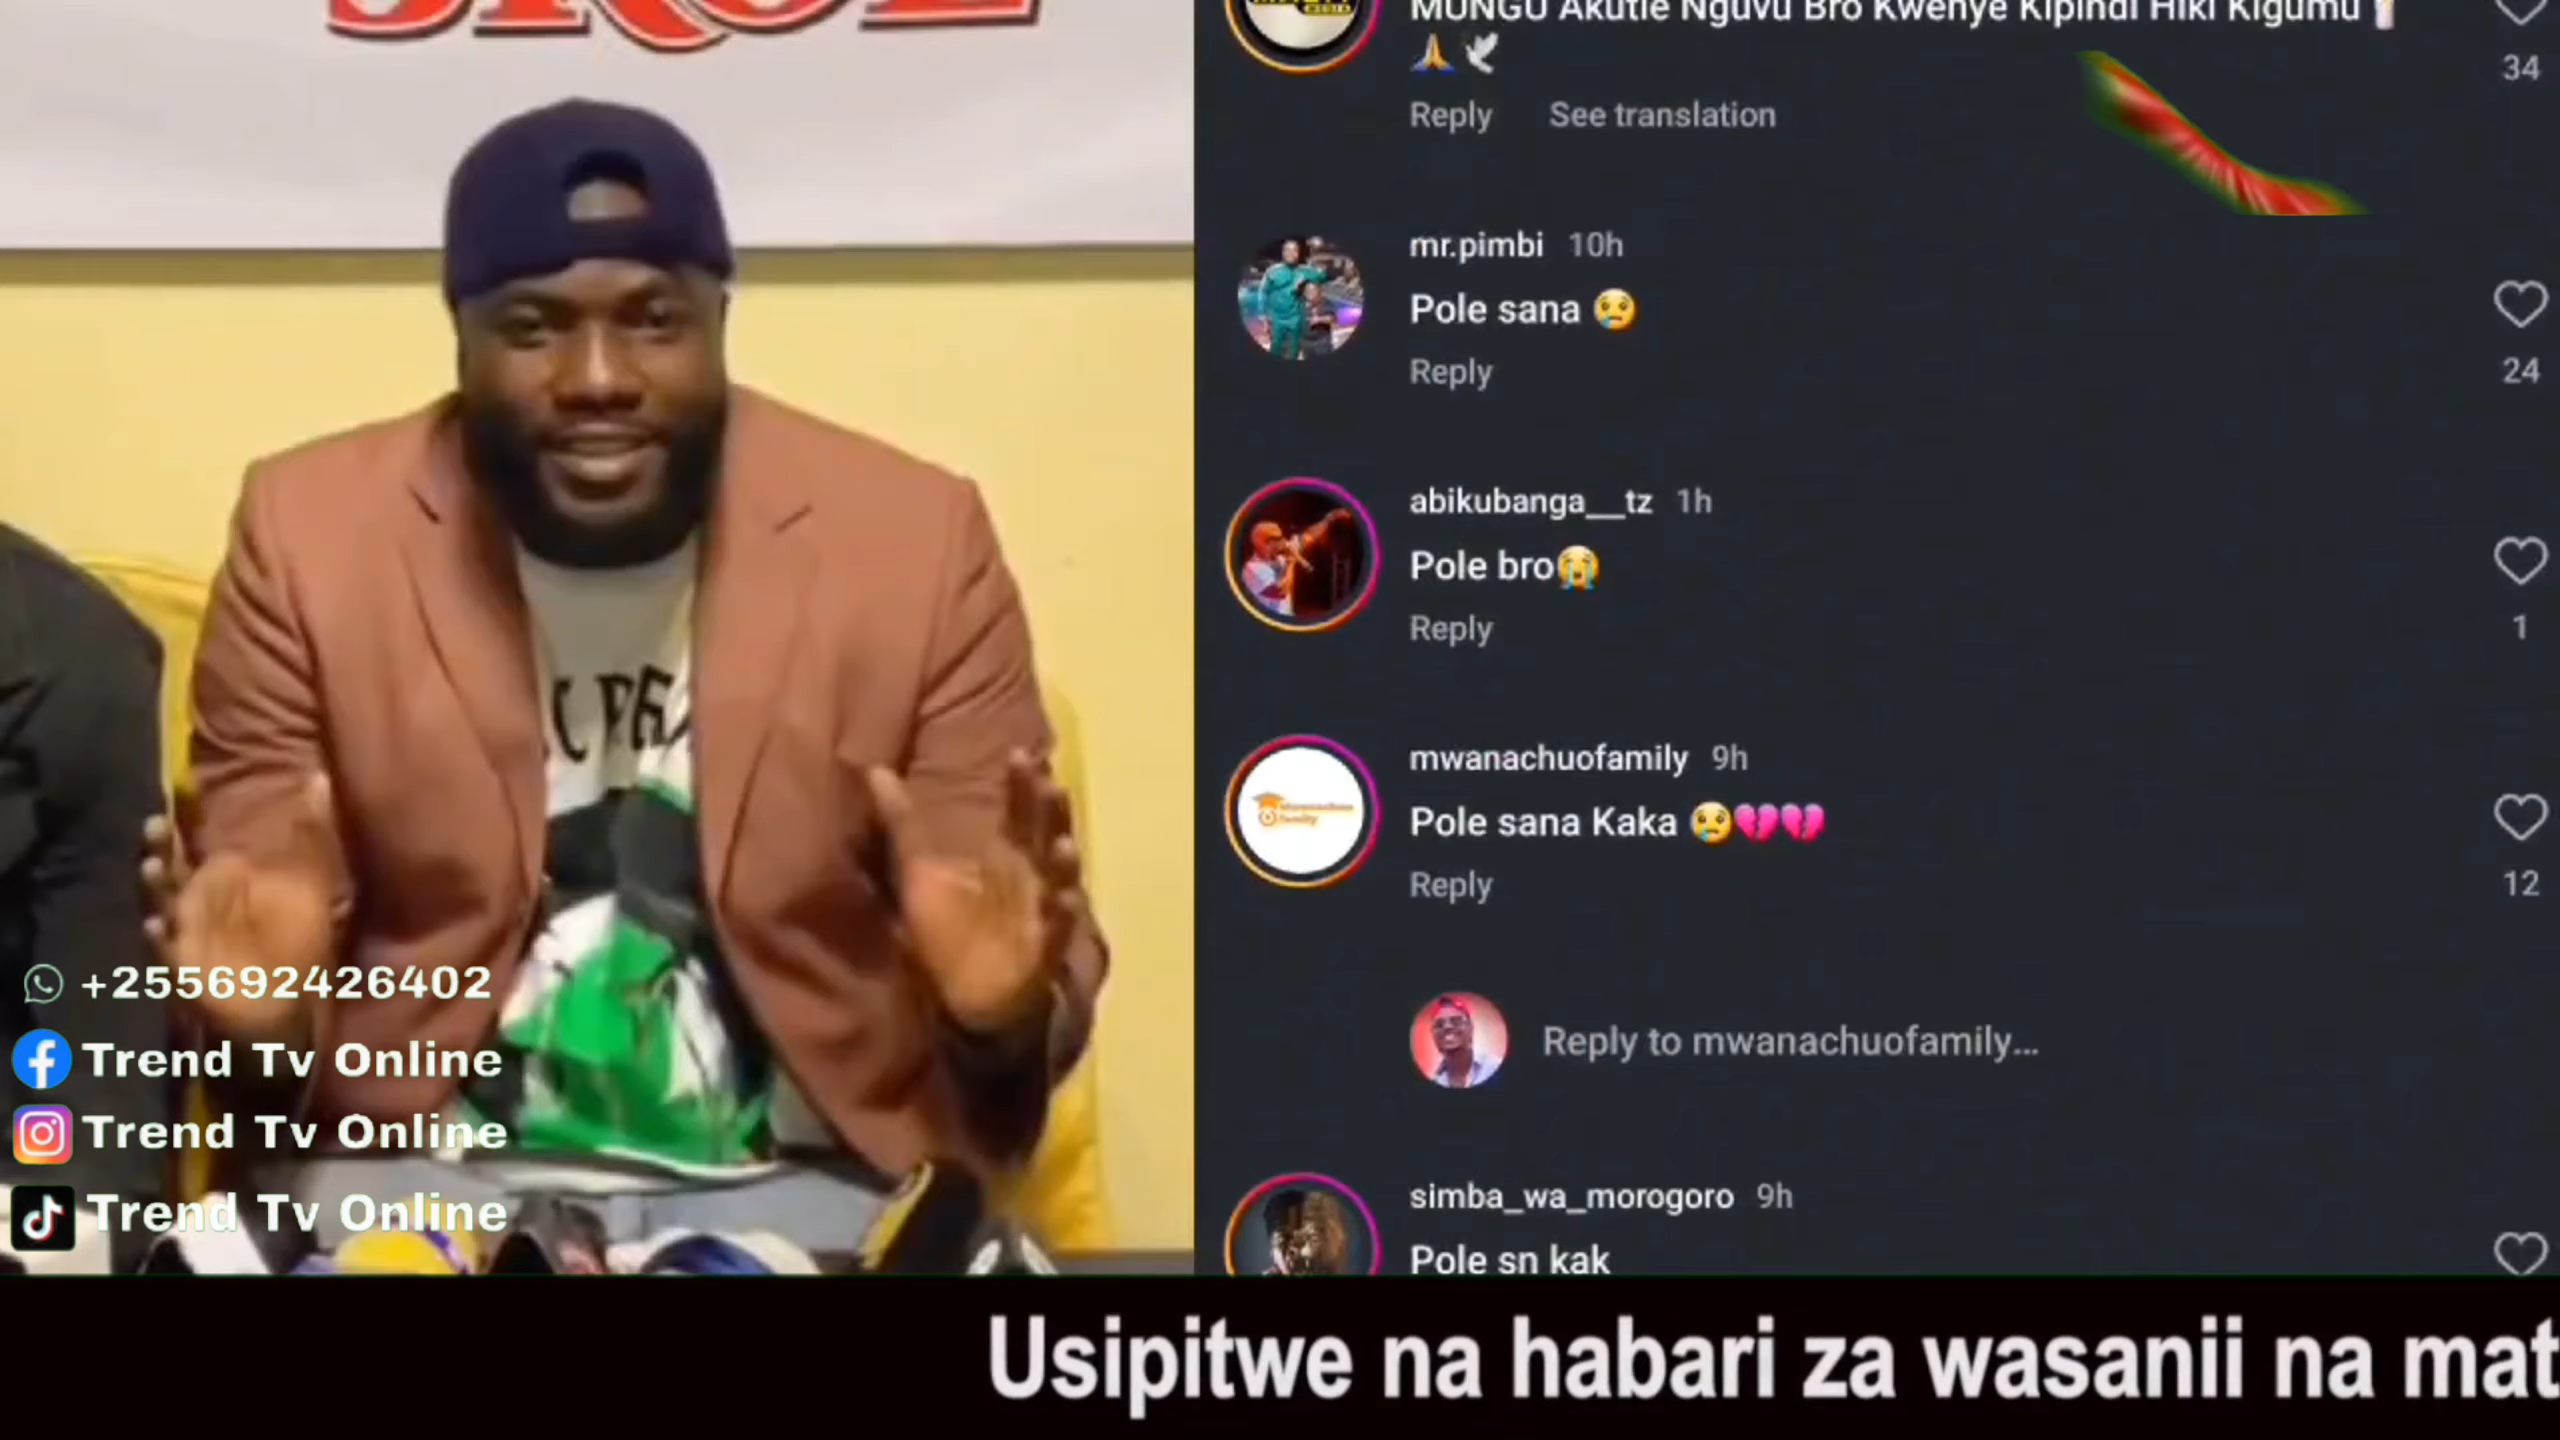 MUNGU Akutie Nguvu Bro Kwenye Kipindi Hiki Kigumu
🙏🕊
34
Reply See translation
mr.pimbi 10h
Pole sana 😢
24
Reply
abikubanga__tz 1h
Pole bro😭
1
Reply
mwanachuofamily 9h
Pole sana Kaka 😢💔💔
12
Reply
Reply to mwanachuofamily...
simba_wa_morogoro 9h
Pole sn kak
+255692426402
Trend Tv Online
Trend Tv Online
Trend Tv Online
Usipitwe na habari za wasanii na mat